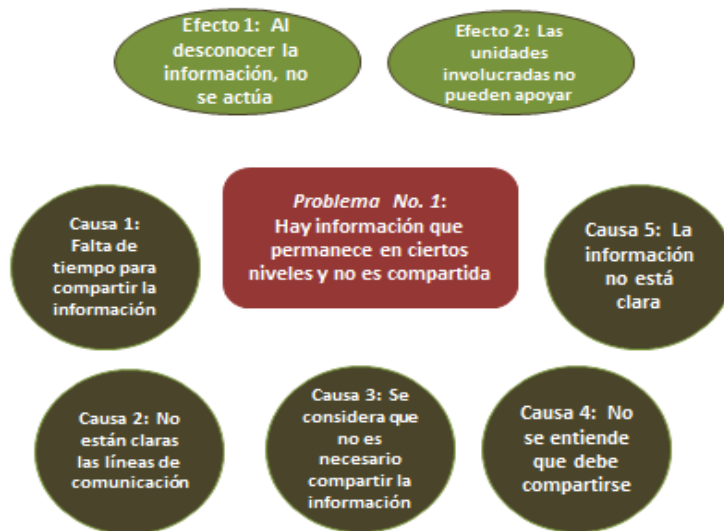 Efecto 1: Al
desconocer la
información, no
se actúa
Efecto 2: Las
unidades
involucradas no
pueden apoyar
Problema No. 1:
Hay información que
permanece en ciertos
niveles y no es compartida
Causa 1:
Falta de
tiempo para
compartir la
información
Causa 5: La
información
no está
clara
Causa 2: No
están claras
las líneas de
comunicación
Causa 3: Se
considera que
no es
necesario
compartir la
información
Causa 4: No
se entiende
que debe
compartirse